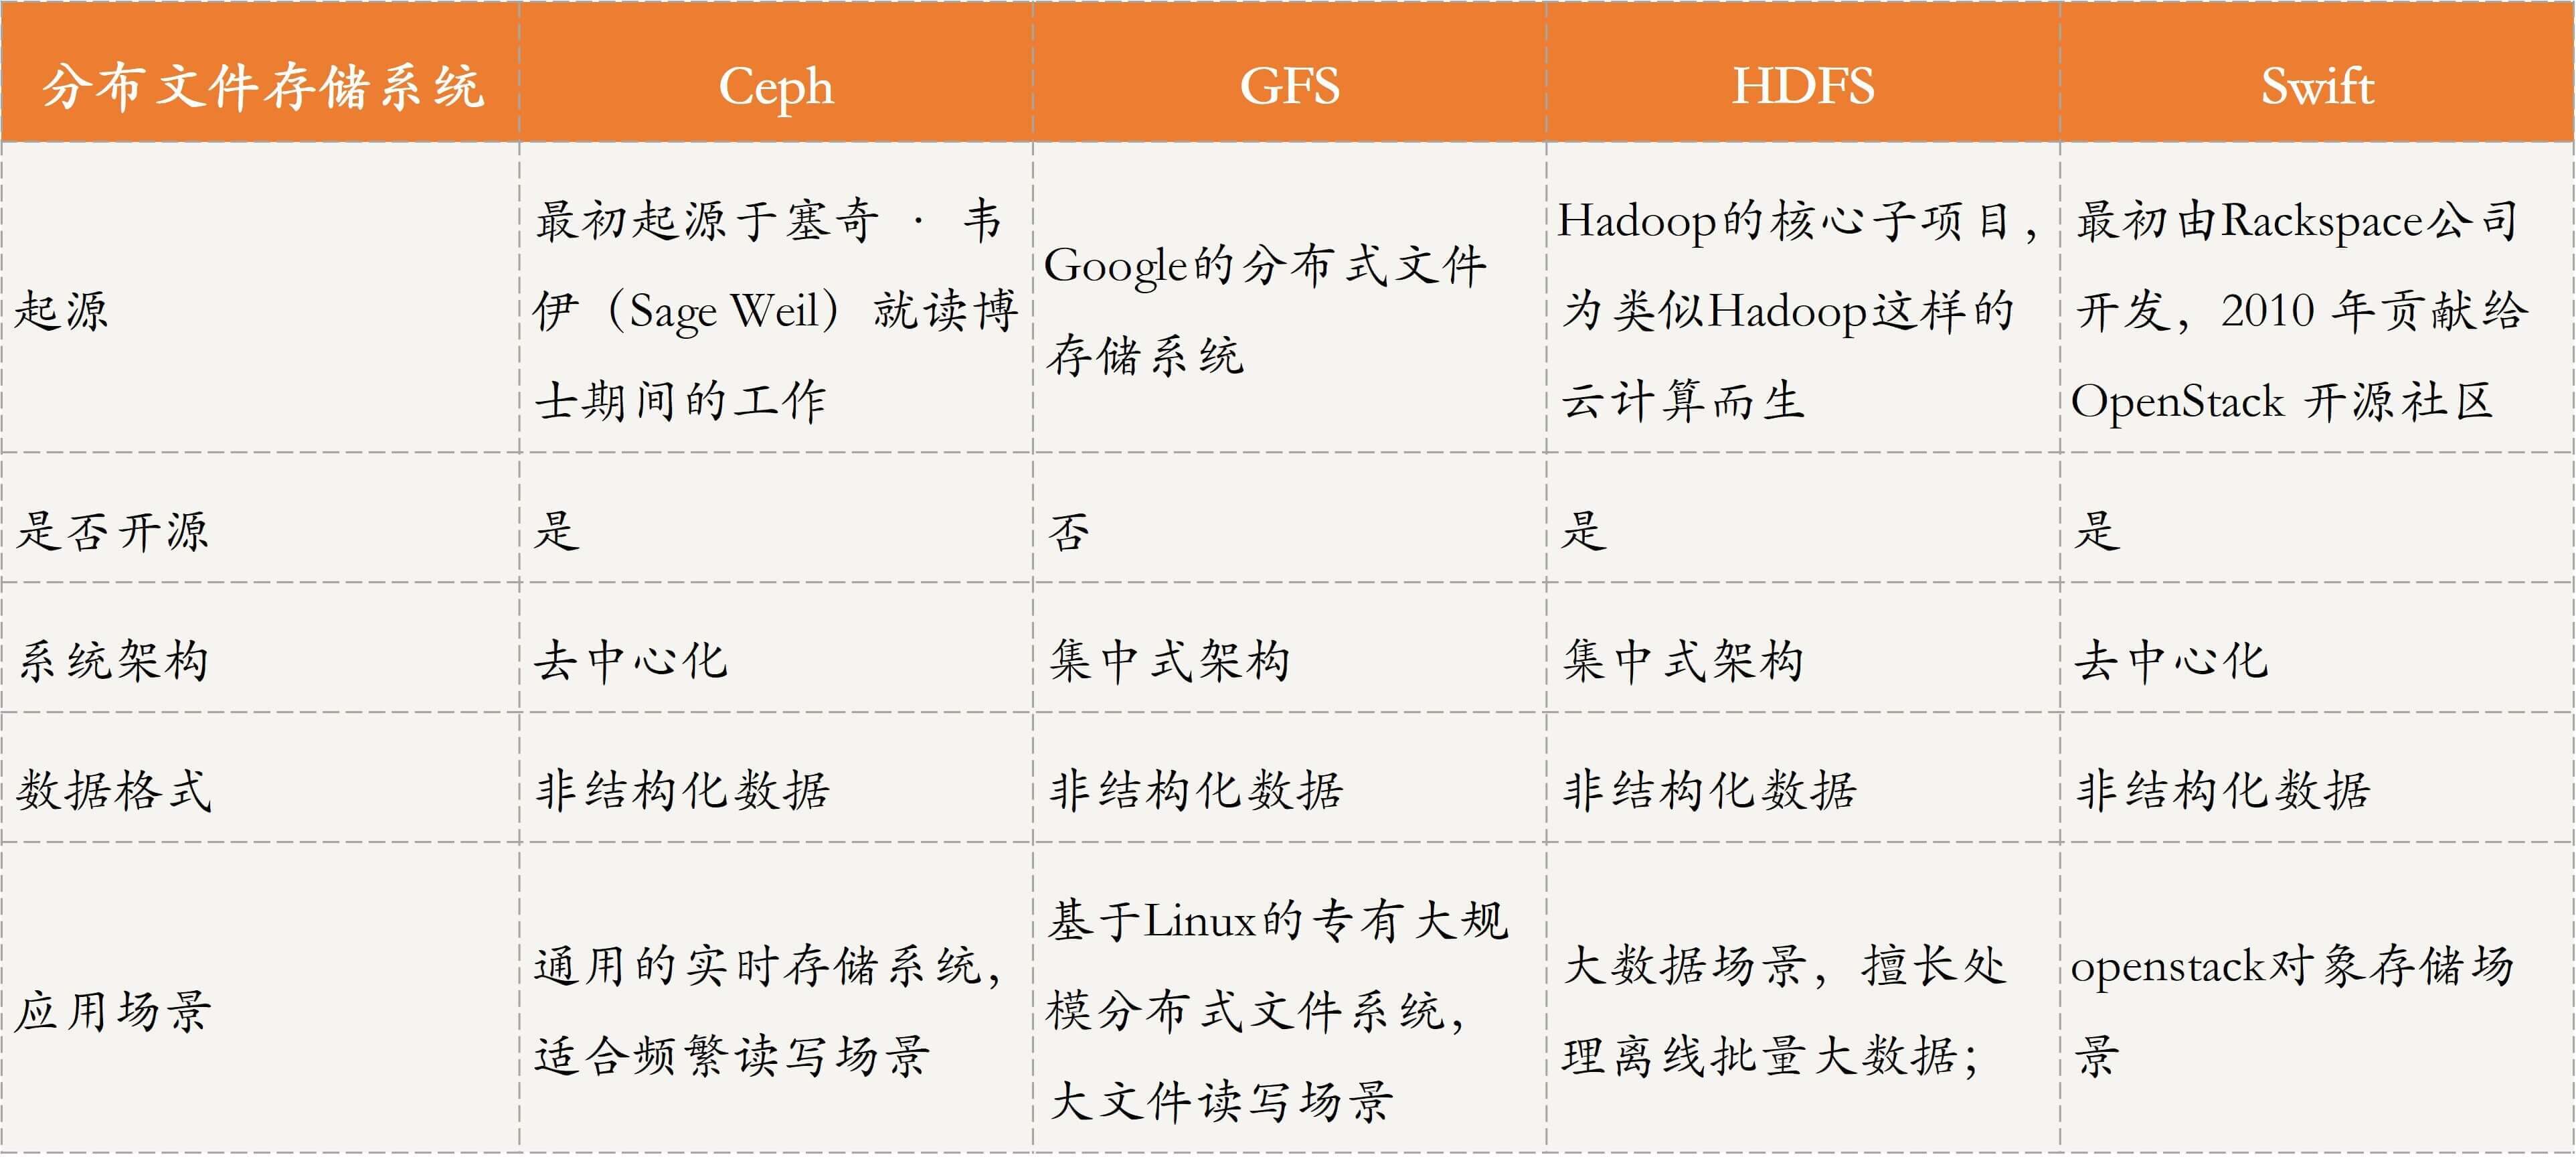 分布文件存储系统
Ceph
GFS
HDFS
Swift
起源
最初起源于塞奇 · 韦
伊（Sage Weil）就读博
士期间的工作
Google的分布式文件
存储系统
Hadoop的核心子项目，
为类似Hadoop这样的
云计算而生
最初由Rackspace公司
开发，2010 年贡献给
OpenStack 开源社区
是否开源
是
否
是
是
系统架构
去中心化
集中式架构
集中式架构
去中心化
数据格式
非结构化数据
非结构化数据
非结构化数据
非结构化数据
应用场景
通用的实时存储系统，
适合频繁读写场景
基于Linux的专有大规
模分布式文件系统，
大文件读写场景
大数据场景，擅长处
理离线批量大数据；
openstack对象存储场
景